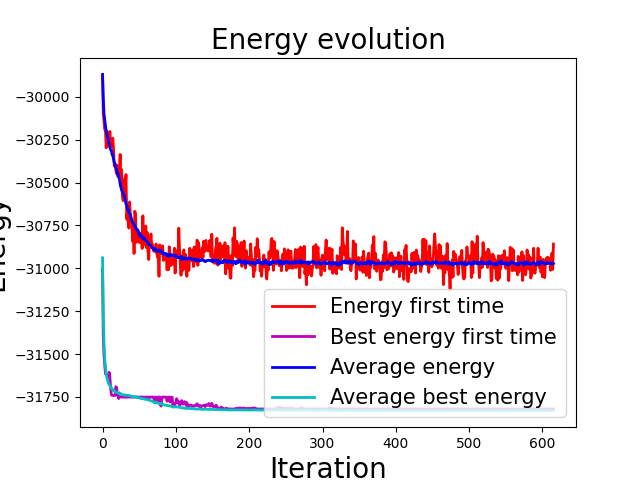 Energy evolution
−30000
−30250
−30500
−30750
−31000
−31250
−31500
−31750
Energy first time
Best energy first time
Average energy
Average best energy
0
100
200
300
400
500
600
Iteration